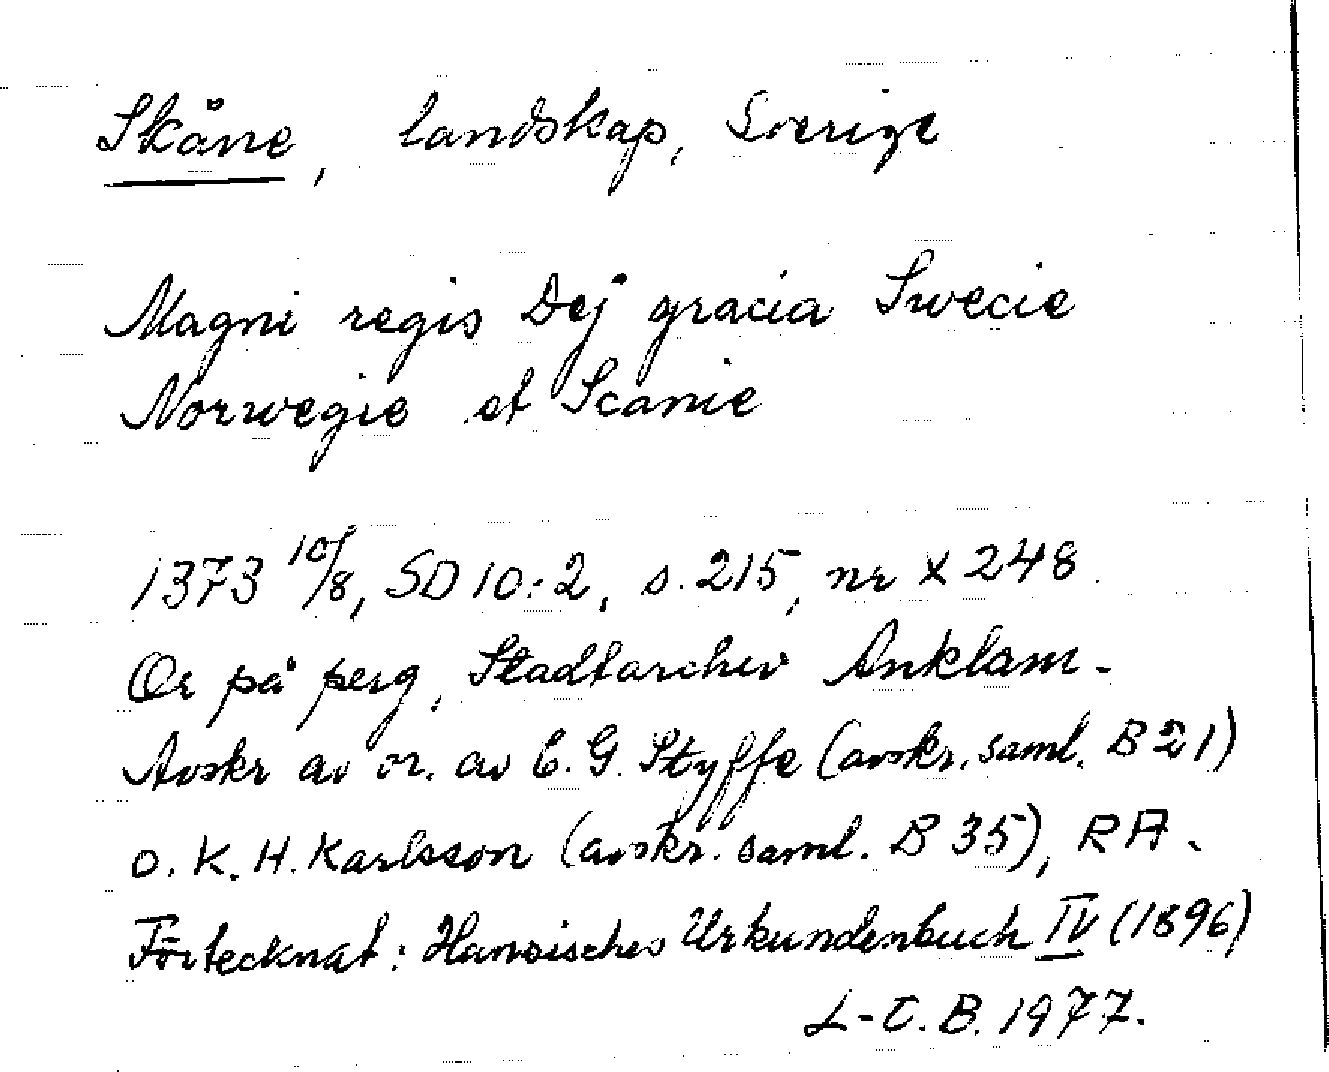 Skåne, landskap, Sverige
Magni regis Dej gracia Swecie
Norwegie et Scanie
1373 10/8, SD 10:2, s. 215, nr X 248.
Or på perg, Stadtarchiv Anklam.
Avskr av or. av C. G. Styffe (avskr. saml. B 21)
o. K. H. Karlsson (avskr. saml. B 35), RA.
Förtecknat: Hansisches Urkundenbuch IV (1896)
L-C. B. 1977.